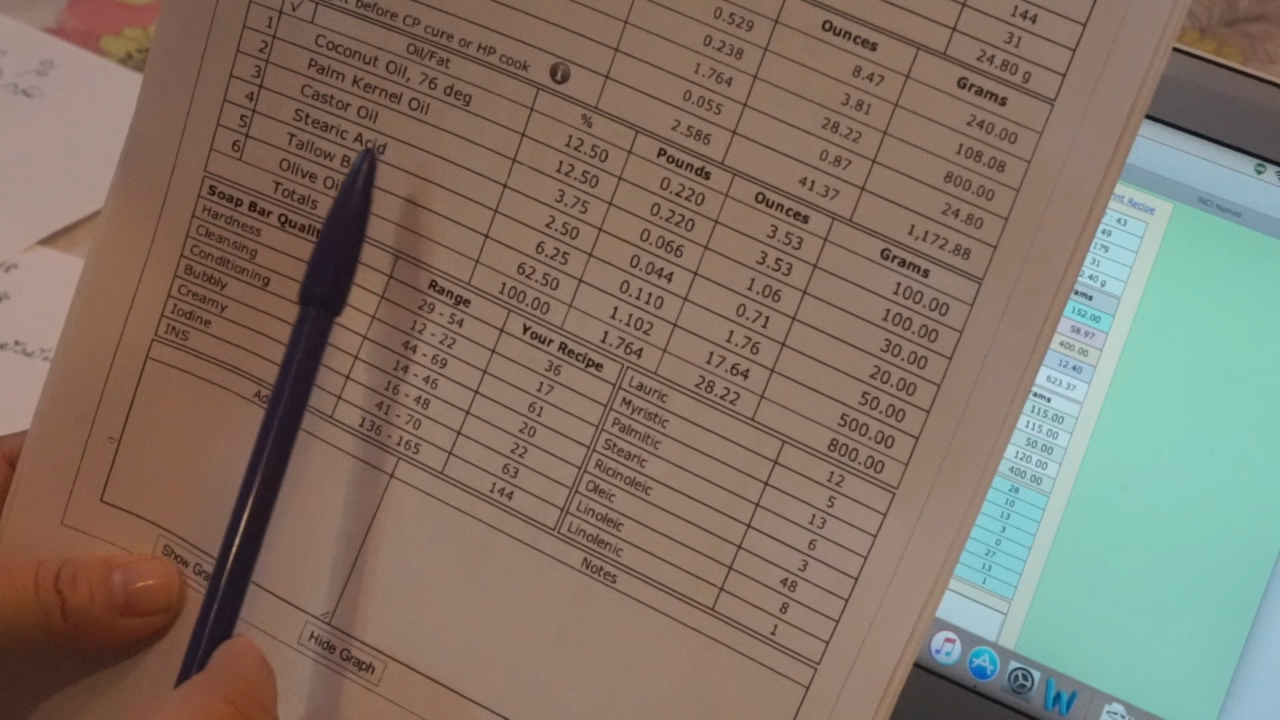 144
31
24.80 g
Ounces Grams
0.529 8.47 240.00
0.238 3.81 108.08
1.764 28.22 800.00
0.055 0.87 24.80
2.586 41.37 1,172.88
before CP cure or HP cook
√ Oil/Fat % Pounds Ounces Grams
1 Coconut Oil, 76 deg 12.50 0.220 3.53 100.00
2 Palm Kernel Oil 12.50 0.220 3.53 100.00
3 Castor Oil 3.75 0.066 1.06 30.00
4 Stearic Acid 2.50 0.044 0.71 20.00
5 Tallow 6.25 0.110 1.76 50.00
6 Olive 62.50 1.102 17.64 500.00
Totals 100.00 1.764 28.22 800.00
Soap Bar Range Your Recipe
Hardness 29 - 54 36
Cleansing 12 - 22 17
Conditioning 44 - 69 61
Bubbly 14 - 46 20
Creamy 16 - 48 22
Iodine 41 - 70 63
INS 136 - 165 144
Lauric 12
Myristic 5
Palmitic 13
Stearic 6
Ricinoleic 3
Oleic 48
Linoleic 8
Linolenic 1
Notes
Show
Hide Graph
INCI Names
Recipe
: 43
49
179
31
152.00
58.97
400.00
12.40
623.37
115.00
115.00
50.00
120.00
400.00
28
10
13
3
0
27
13
1